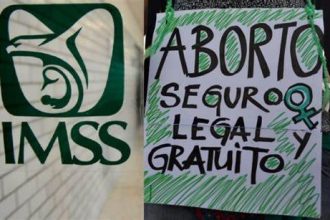 IMSS
ABORTO
SEGURO
LEGAL Y
GRATUITO